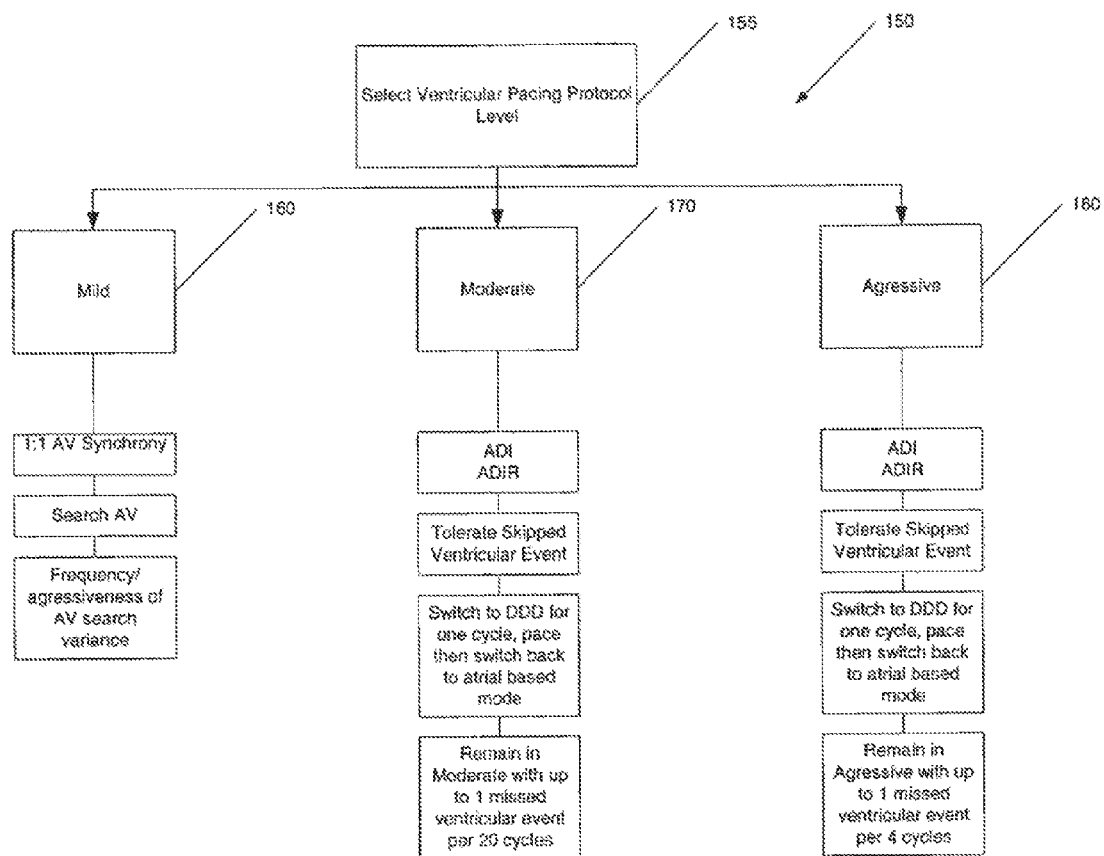 155
150
Select Ventricular Pacing Protocol
Level
160
170
160
Mild
Moderate
Agressive
1:1 AV Synchrony
Search AV
Frequency/
agressiveness of
AV search
variance
ADI
ADIR
Tolerate Skipped
Ventricular Event
Switch to DDD for
one cycle, pace
then switch back
to atrial based
mode
Remain in
Moderate with up
to 1 missed
ventricular event
per 20 cycles
ADI
ADIR
Tolerate Skipped
Ventricular Event
Switch to DDD for
one cycle, pace
then switch back
to atrial based
mode
Remain in
Agressive with up
to 1 missed
ventricular event
per 4 cycles